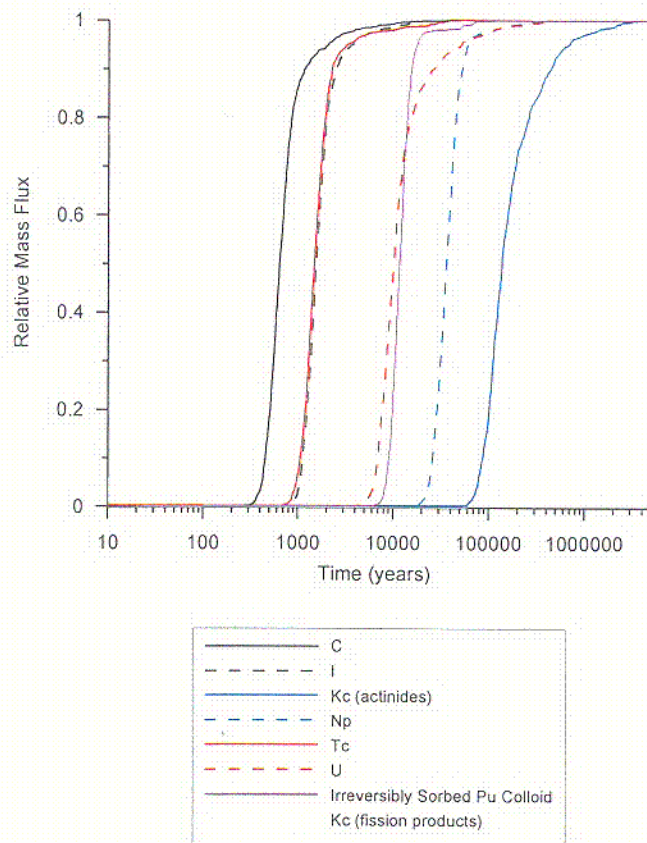 1
0.8
0.6
0.4
0.2
0
Relative Mass Flux
10 100 1000 10000 100000 1000000
Time (years)
C
I
Kc (actinides)
Np
Tc
U
Irreversibly Sorbed Pu Colloid
Kc (fission products)